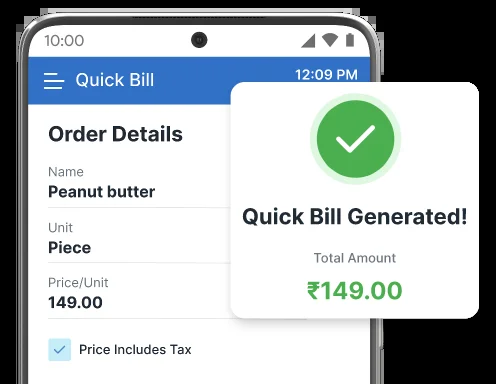 10:00
Quick Bill
12:09 PM
Order Details
Name
Peanut butter
Unit
Piece
Price/Unit
149.00
Price Includes Tax
Quick Bill Generated!
Total Amount
₹149.00